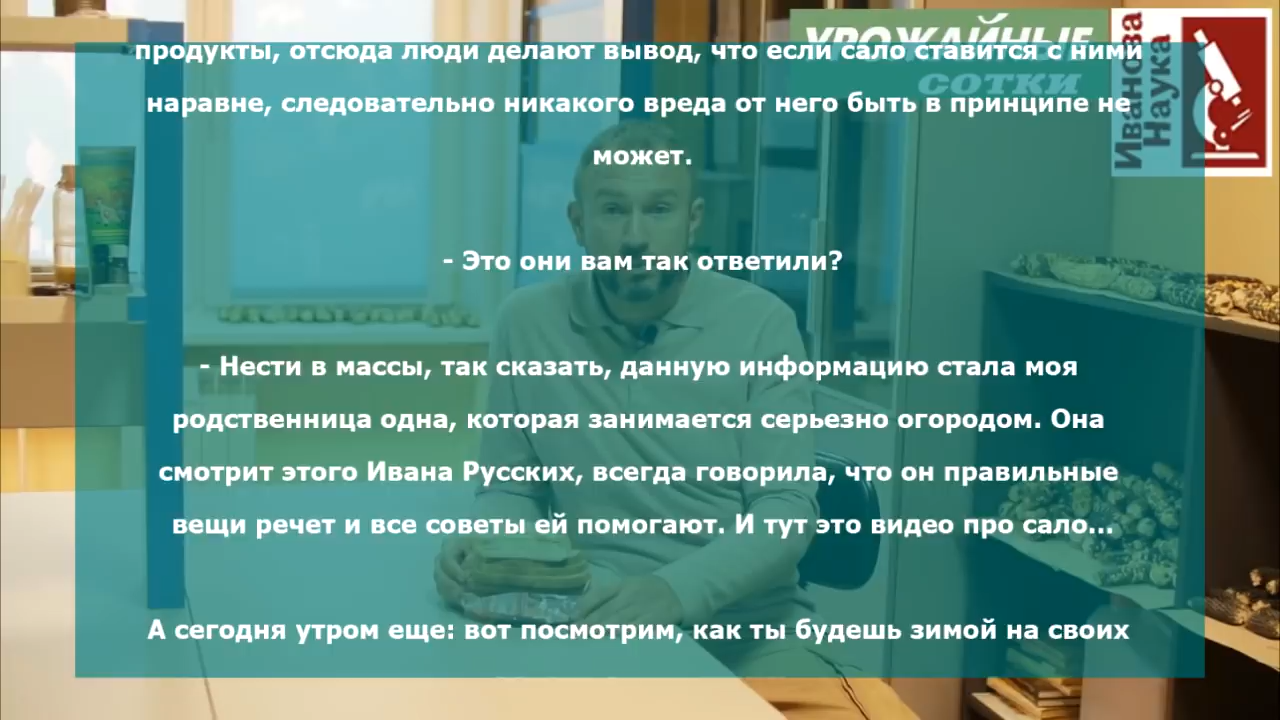 УРОЖАЙНЫЕ
СОТКИ
Иванова
Наука
продукты, отсюда люди делают вывод, что если сало ставится с ними
наравне, следовательно никакого вреда от него быть в принципе не
может.
- Это они вам так ответили?
- Нести в массы, так сказать, данную информацию стала моя
родственница одна, которая занимается серьезно огородом. Она
смотрит этого Ивана Русских, всегда говорила, что он правильные
вещи речет и все советы ей помогают. И тут это видео про сало...
А сегодня утром еще: вот посмотрим, как ты будешь зимой на своих
УРОЖАЙНЫЕ
СОТКИ